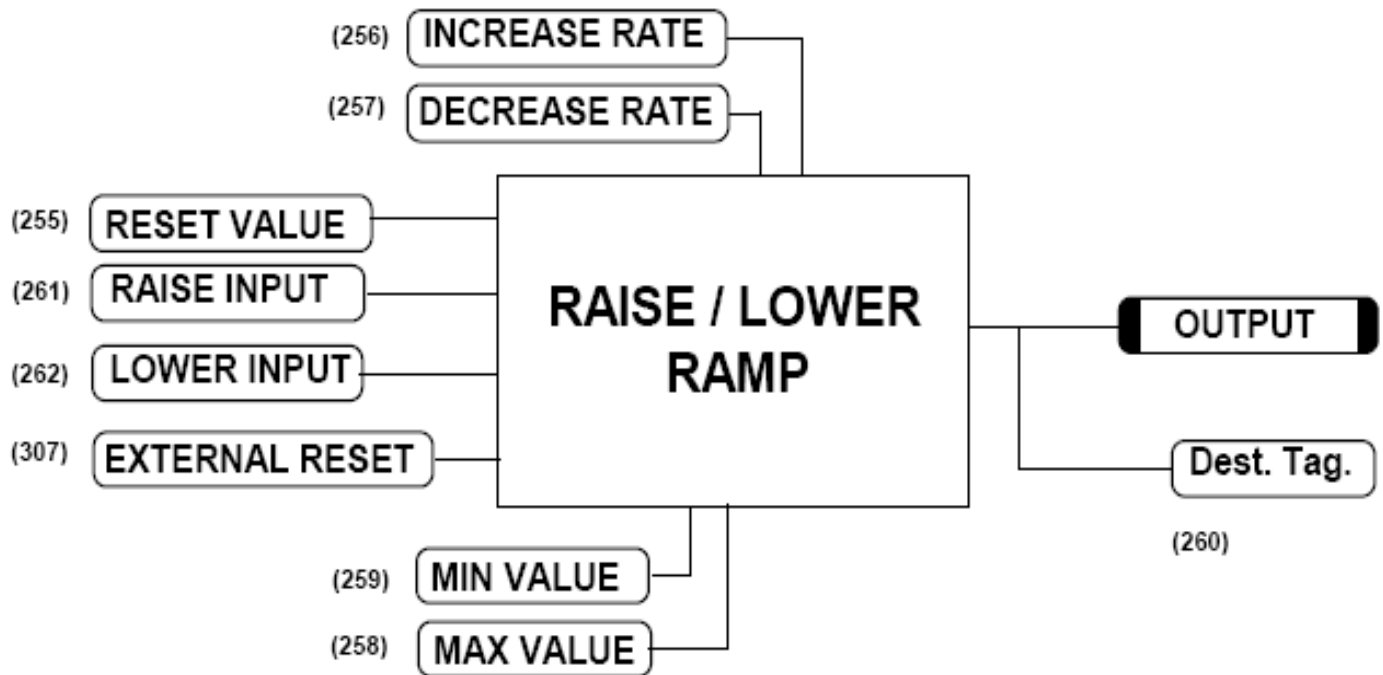 (256) INCREASE RATE
(257) DECREASE RATE
(255) RESET VALUE
(261) RAISE INPUT
(262) LOWER INPUT
(307) EXTERNAL RESET
RAISE / LOWER
RAMP
OUTPUT
Dest. Tag.
(260)
(259) MIN VALUE
(258) MAX VALUE